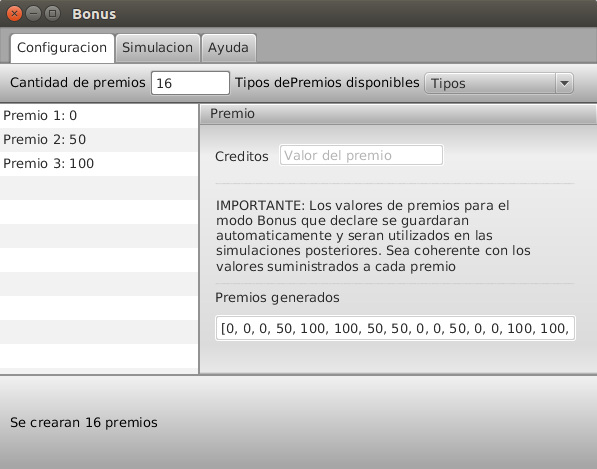 Bonus
Configuracion Simulacion Ayuda
Cantidad de premios 16 Tipos dePremios disponibles Tipos
Premio 1: 0
Premio 2: 50
Premio 3: 100
Premio
Creditos Valor del premio
IMPORTANTE: Los valores de premios para el
modo Bonus que declare se guardaran
automaticamente y seran utilizados en las
simulaciones posteriores. Sea coherente con los
valores suministrados a cada premio
Premios generados
[0, 0, 0, 50, 100, 100, 50, 50, 0, 0, 50, 0, 0, 100, 100,
Se crearan 16 premios